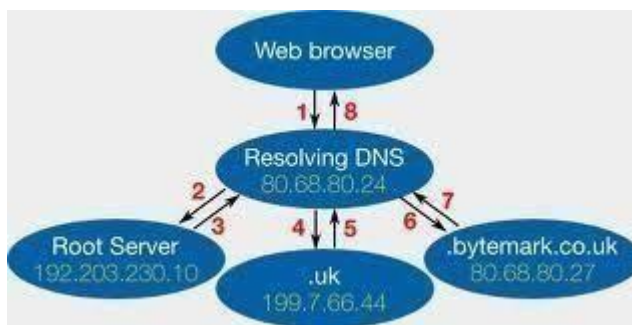 Web browser
1 8
Resolving DNS
80.68.80.24
2 3 4 5 6 7
Root Server
192.203.230.10
.uk
199.7.66.44
.bytemark.co.uk
80.68.80.27